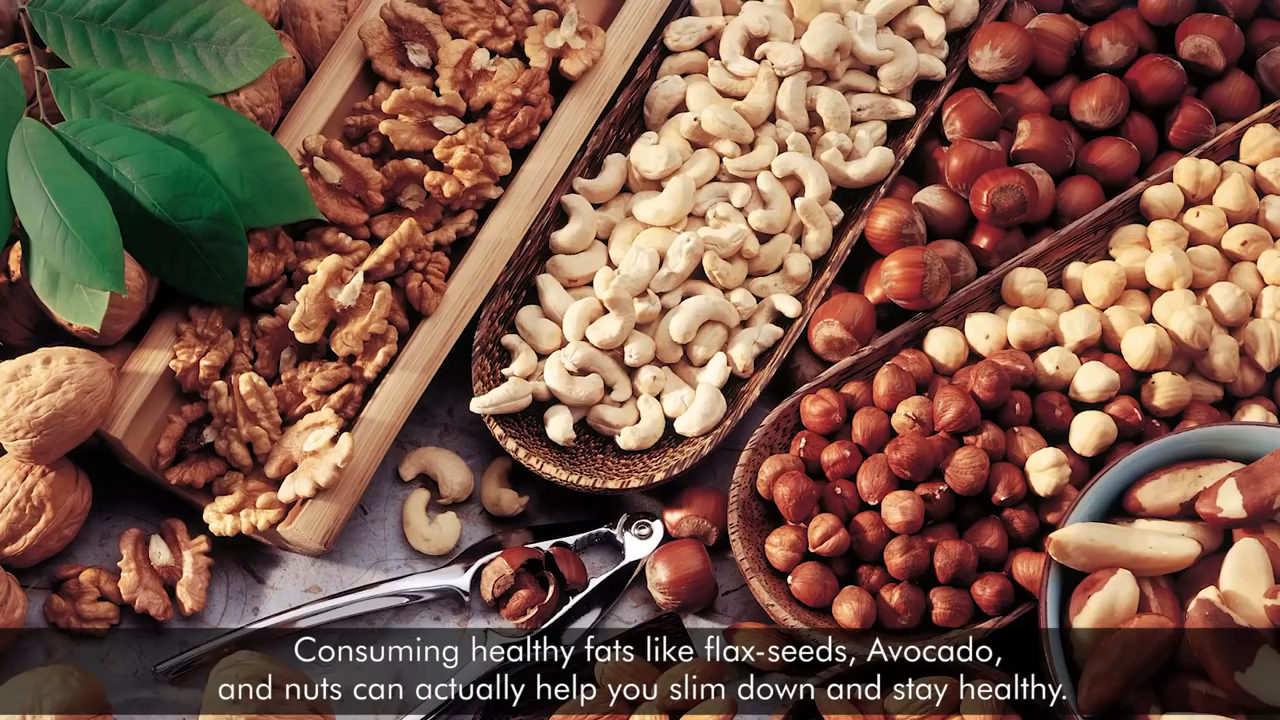 Consuming healthy fats like flax-seeds, Avocado,
and nuts can actually help you slim down and stay healthy.